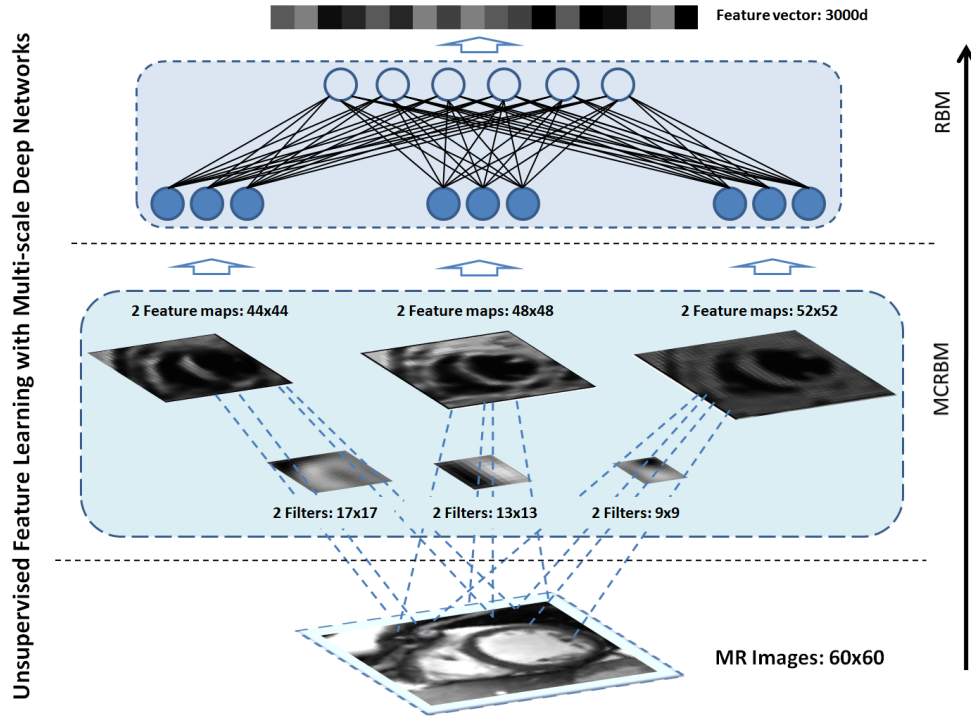 Feature vector: 3000d
Unsupervised Feature Learning with Multi-scale Deep Networks
RBM
2 Feature maps: 44x44
2 Feature maps: 48x48
2 Feature maps: 52x52
MCRBM
2 Filters: 17x17
2 Filters: 13x13
2 Filters: 9x9
MR Images: 60x60